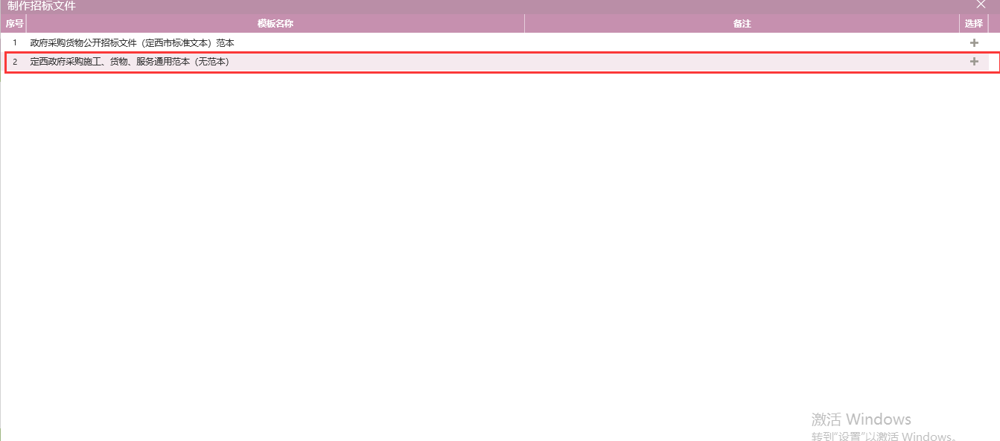 制作招标文件
序号 模板名称 备注 选择
1 政府采购货物公开招标文件（定西市标准文本）范本
2 定西政府采购施工、货物、服务通用范本（无范本）
激活 Windows
转到"设置"以激活 Windows。